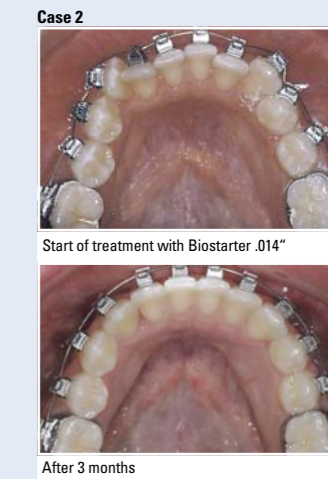 Case 2
Start of treatment with Biostarter .014“
After 3 months